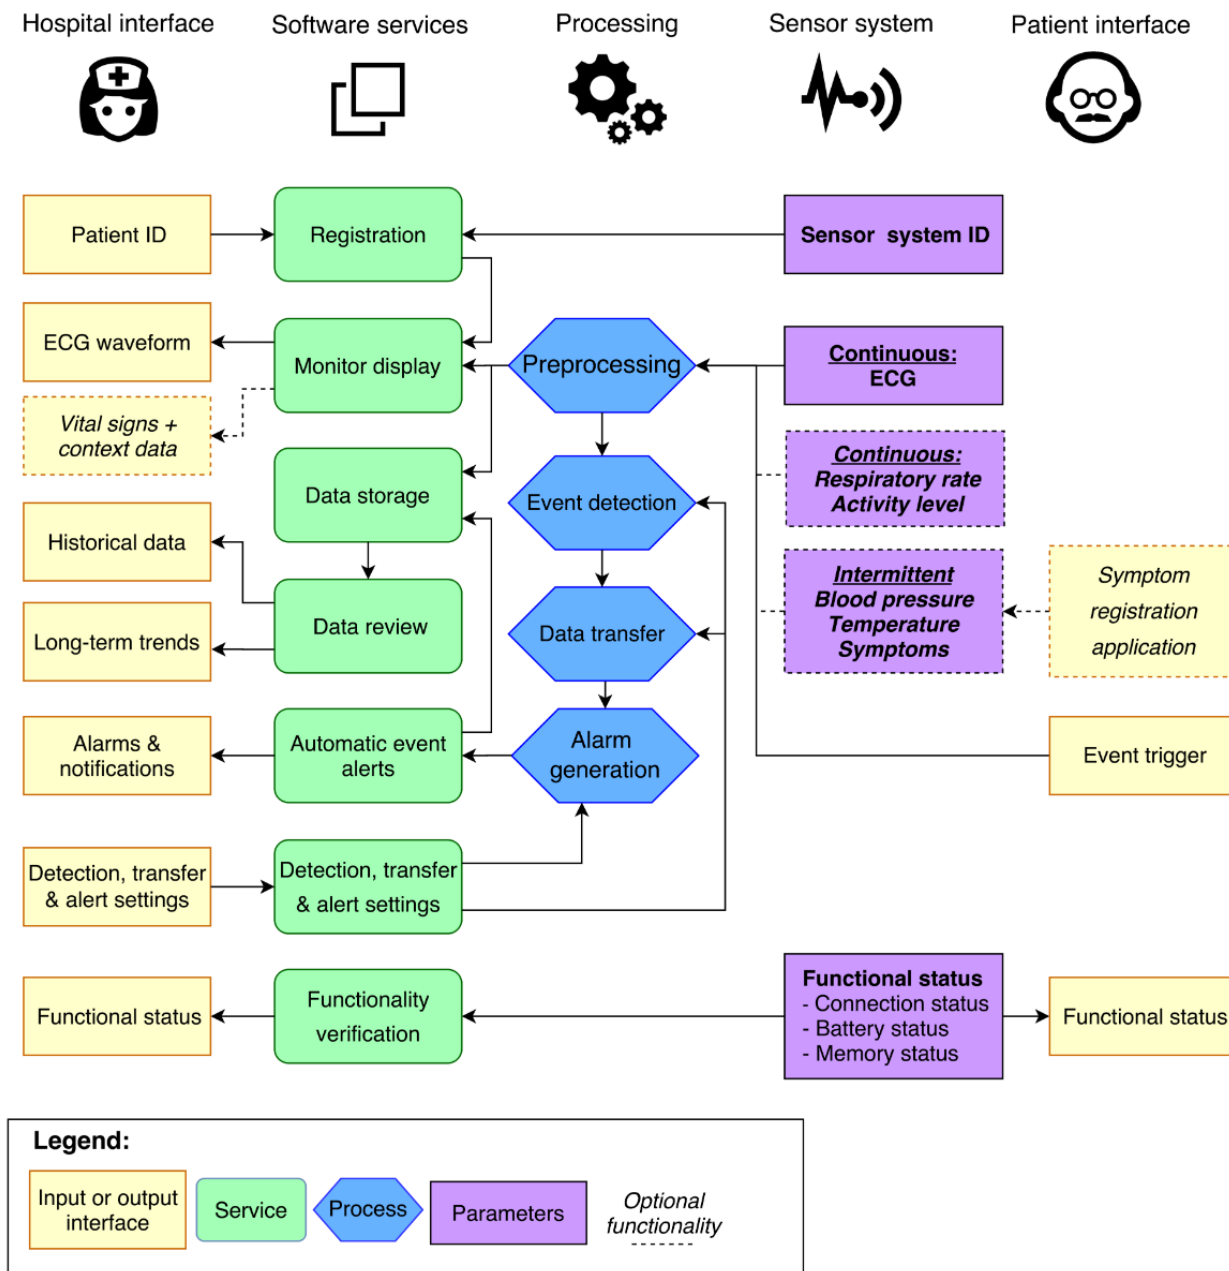 Hospital interface
Software services
Processing
Sensor system
Patient interface
Patient ID
Registration
Sensor system ID
ECG waveform
Monitor display
Preprocessing
Continuous:
ECG
Vital signs +
context data
Data storage
Event detection
Continuous:
Respiratory rate
Activity level
Historical data
Long-term trends
Data review
Data transfer
Intermittent
Blood pressure
Temperature
Symptoms
Symptom
registration
application
Alarms &
notifications
Automatic event
alerts
Alarm
generation
Event trigger
Detection, transfer
& alert settings
Detection, transfer
& alert settings
Functional status
Functionality
verification
Functional status
- Connection status
- Battery status
- Memory status
Functional status
Legend:
Input or output
interface
Service
Process
Parameters
Optional
functionality